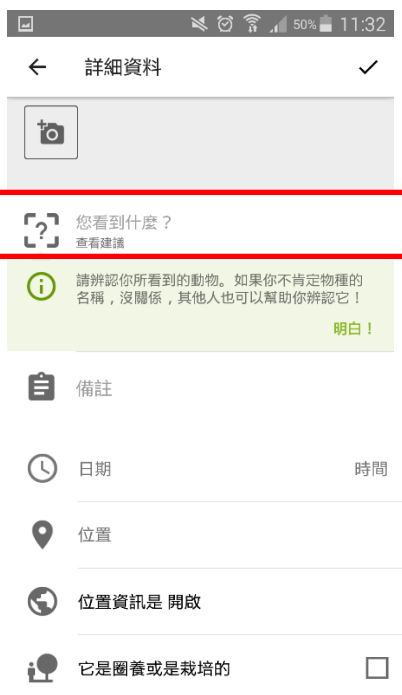 50% 11:32
詳細資料
您看到什麼？
查看建議
請辨認你所看到的動物。如果你不肯定物種的
名稱，沒關係，其他人也可以幫助你辨認它！
明白！
備註
日期 時間
位置
位置資訊是 開啟
它是圈養或是栽培的